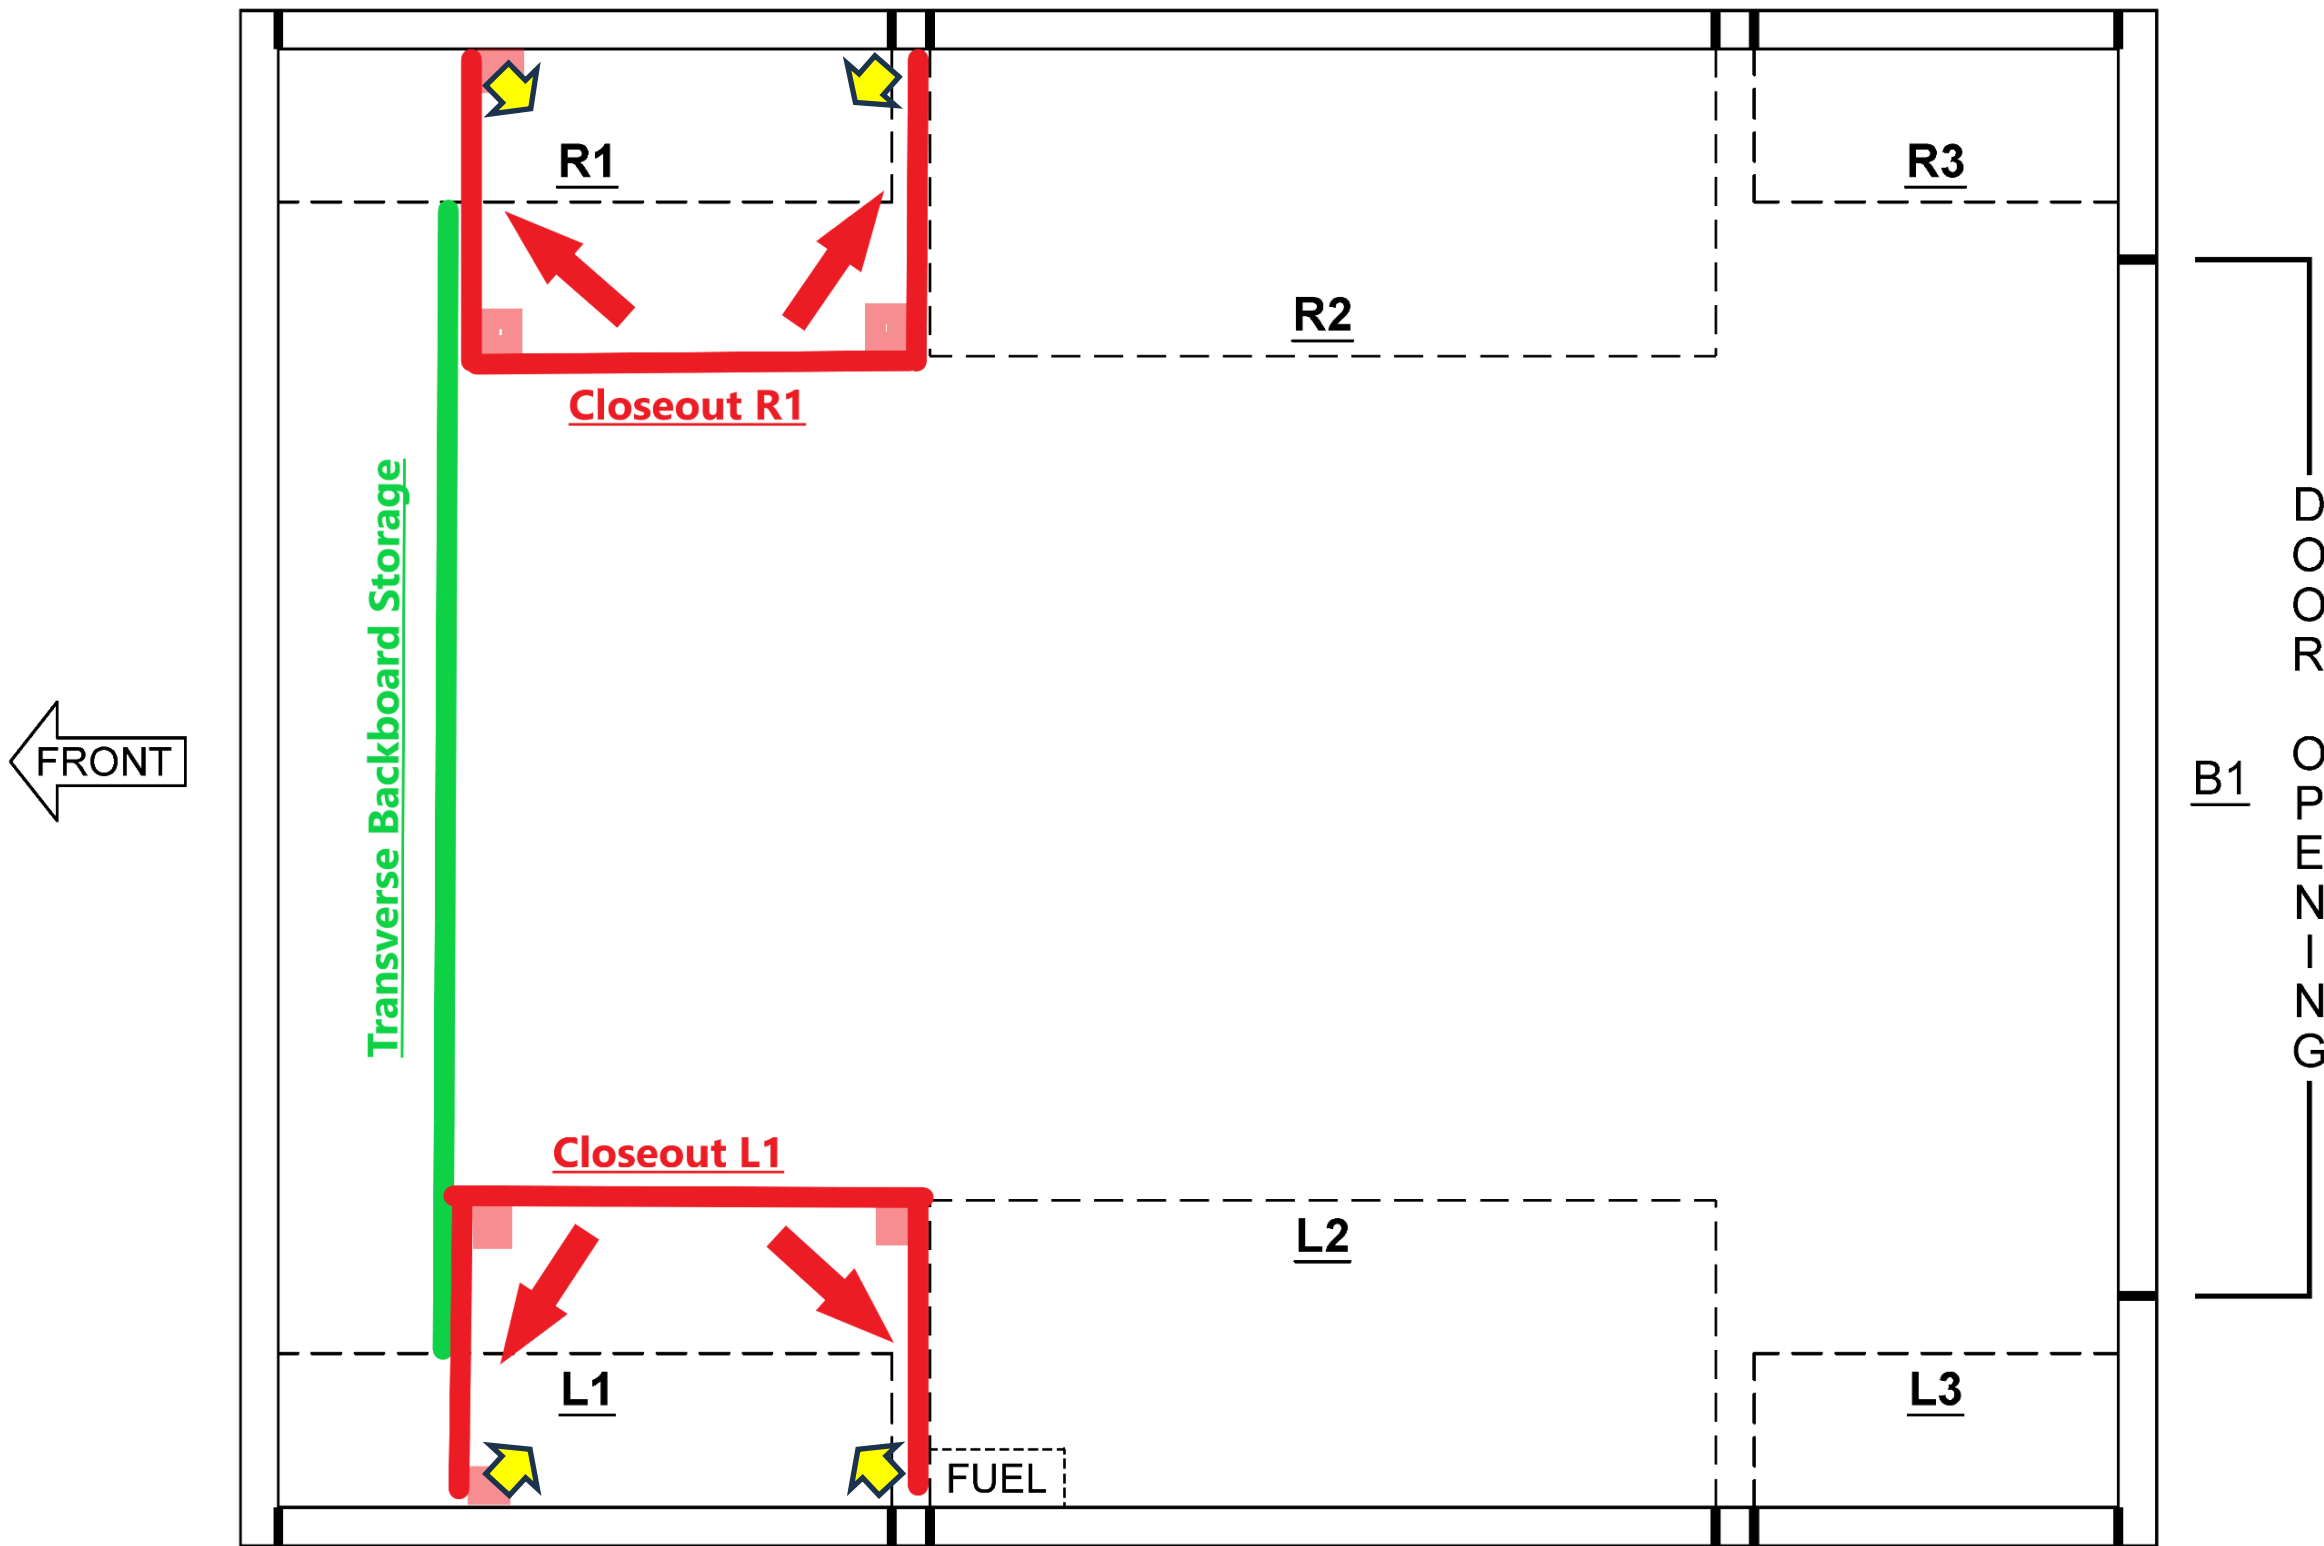 R1
R3
R2
Closeout R1
Transverse Backboard Storage
FRONT
B1
DOOR OPENING
Closeout L1
L2
L1
L3
FUEL